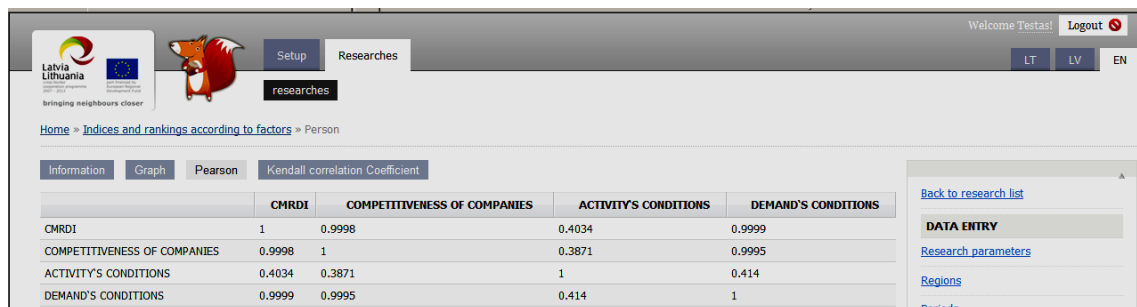 Welcome Testas! Logout
Latvia
Lithuania
bringing neighbours closer
Setup Researches
LT LV EN
researches
Home » Indices and rankings according to factors » Person
Information Graph Pearson Kendall correlation Coefficient
Back to research list
CMRDI COMPETITIVENESS OF COMPANIES ACTIVITY'S CONDITIONS DEMAND'S CONDITIONS
CMRDI 1 0.9998 0.4034 0.9999
DATA ENTRY
COMPETITIVENESS OF COMPANIES 0.9998 1 0.3871 0.9995
Research parameters
ACTIVITY'S CONDITIONS 0.4034 0.3871 1 0.414
Regions
DEMAND'S CONDITIONS 0.9999 0.9995 0.414 1